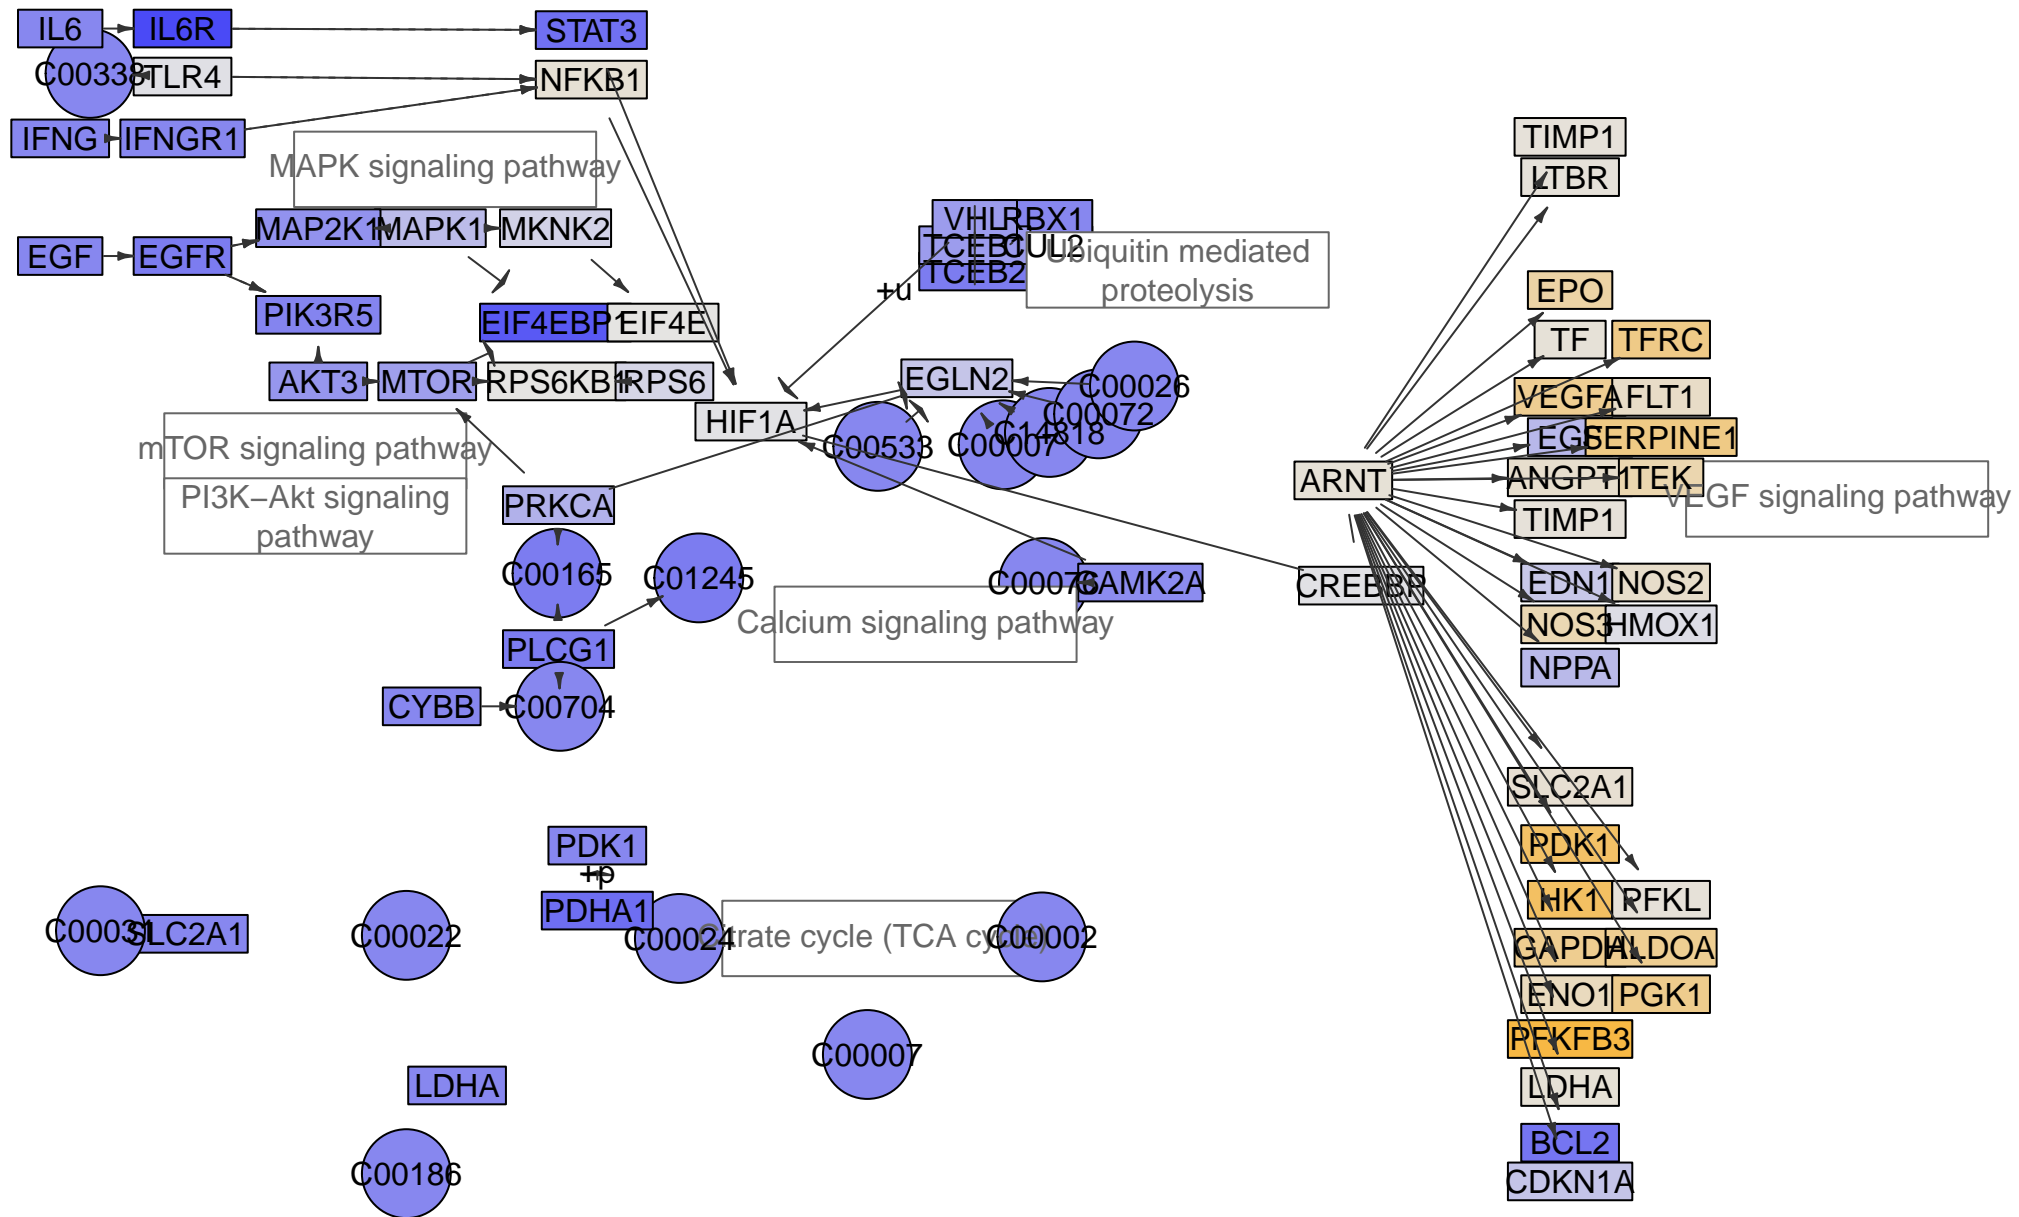 IL6
IL6R
STAT3
C00338
TLR4
NFKB1
IFNG
IFNGR1
MAPK signaling pathway
TIMP1
LTBR
MAP2K1
MAPK1
MKNK2
VHL
RBX1
TCEB1
CUL2
TCEB2
Ubiquitin mediated
proteolysis
EGF
EGFR
+u
EPO
PIK3R5
EIF4EBP1
EIF4E
TF
TFRC
AKT3
MTOR
RPS6KB1
RPS6
EGLN2
C00026
C00072
C14818
C00007
C00533
HIF1A
VEGFA
FLT1
EGF
SERPINE1
mTOR signaling pathway
PI3K–Akt signaling
pathway
PRKCA
ARNT
ANGPT1
TEK
VEGF signaling pathway
TIMP1
C00165
C01245
C00076
CAMK2A
CREBBP
EDN1
NOS2
Calcium signaling pathway
NOS3
HMOX1
PLCG1
NPPA
CYBB
C00704
SLC2A1
PDK1
+p
PDHA1
PDK1
HK1
PFKL
C00031
SLC2A1
C00022
C00024
Citrate cycle (TCA cycle)
C00002
GAPDH
ALDOA
ENO1
PGK1
PFKFB3
C00007
LDHA
LDHA
BCL2
C00186
CDKN1A